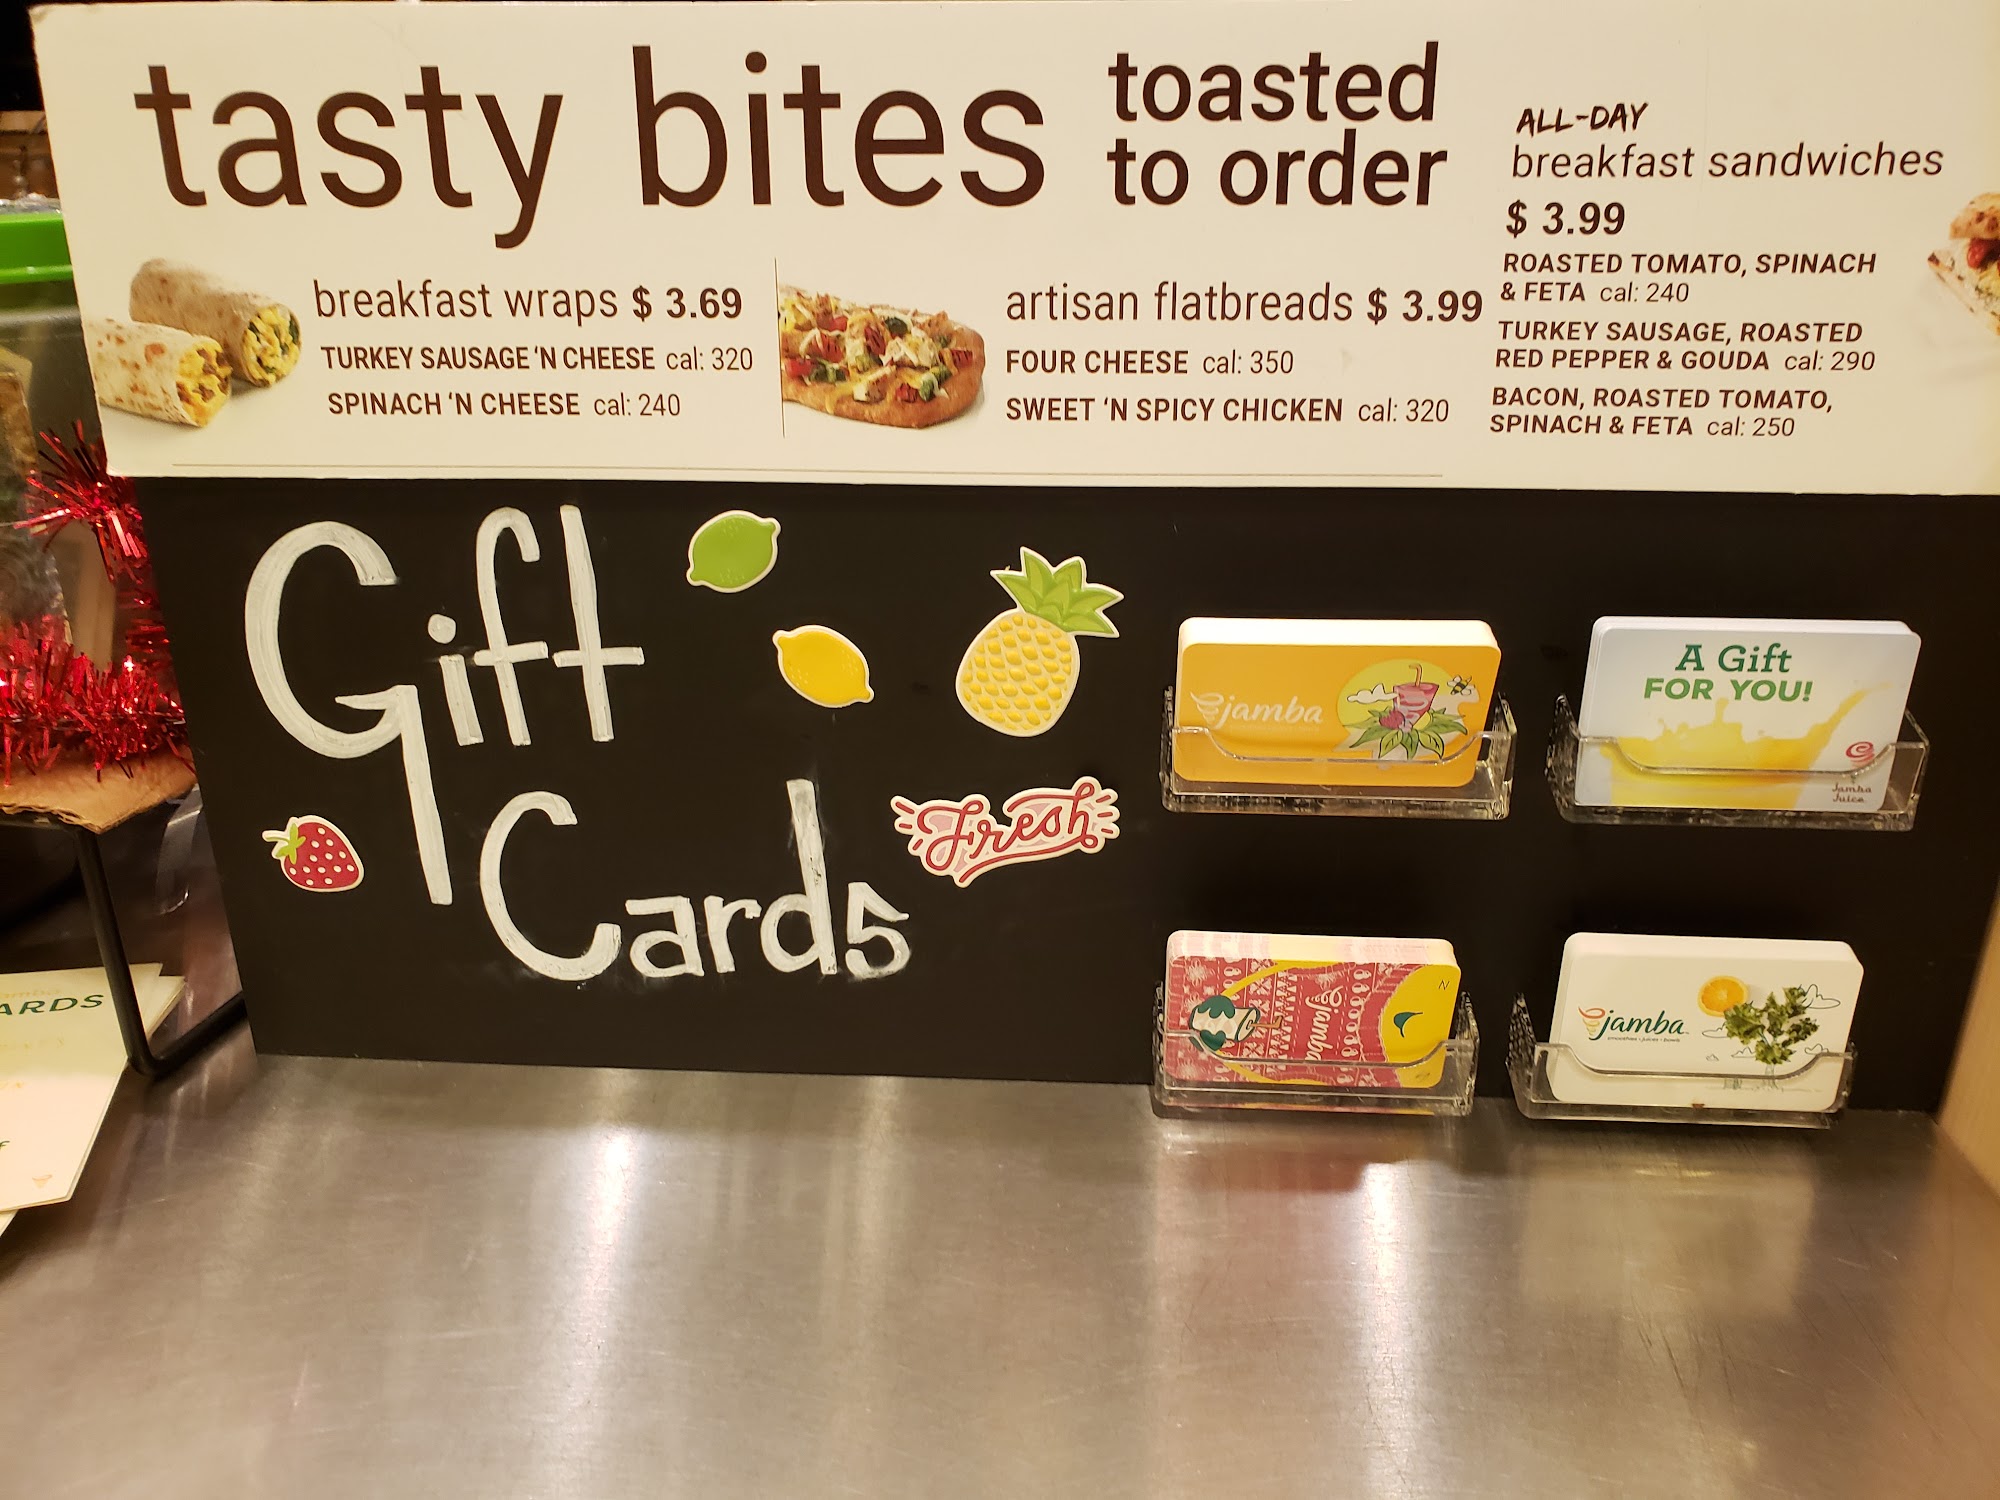 tasty bites
toasted
to order
breakfast wraps $ 3.69
TURKEY SAUSAGE 'N CHEESE cal: 320
SPINACH 'N CHEESE cal: 240
artisan flatbreads $ 3.99
FOUR CHEESE cal: 350
SWEET 'N SPICY CHICKEN cal: 320
ALL-DAY
breakfast sandwiches
$ 3.99
ROASTED TOMATO, SPINACH
& FETA cal: 240
TURKEY SAUSAGE, ROASTED
RED PEPPER & GOUDA cal: 290
BACON, ROASTED TOMATO,
SPINACH & FETA cal: 250
Gift
Cards
Fresh
jamba
A Gift
FOR YOU!
Jamba
Juice
jamba
jamba
smoothies • juices • bowls
ARDS